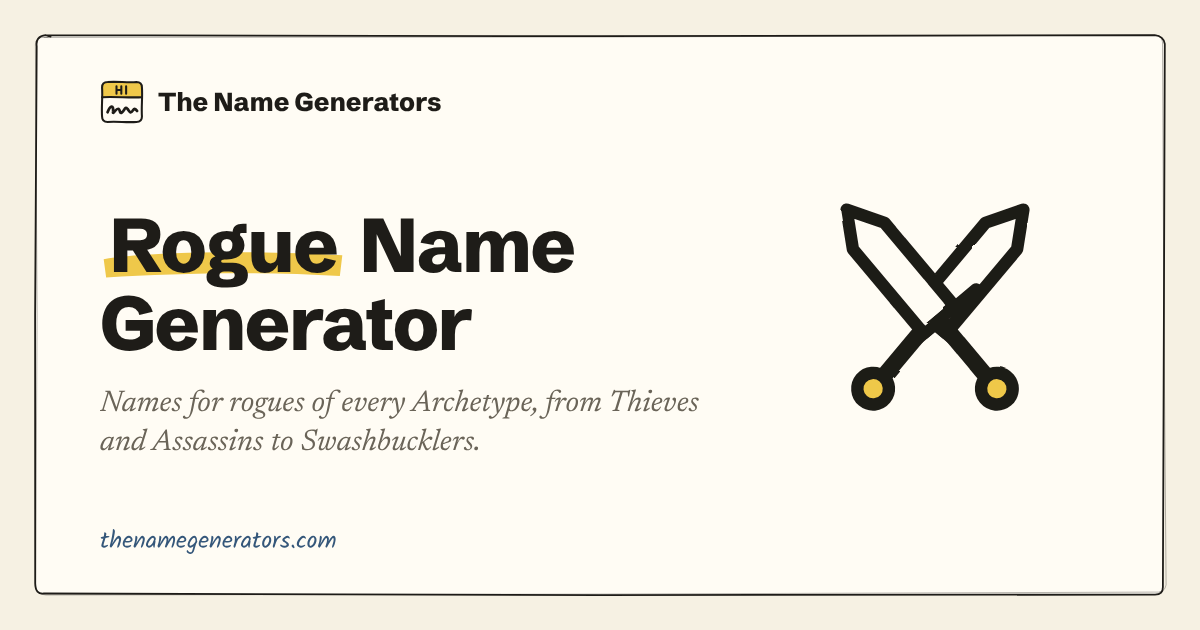 HI
The Name Generators
Rogue Name
Generator
Names for rogues of every Archetype, from Thieves
and Assassins to Swashbucklers.
thenamegenerators.com